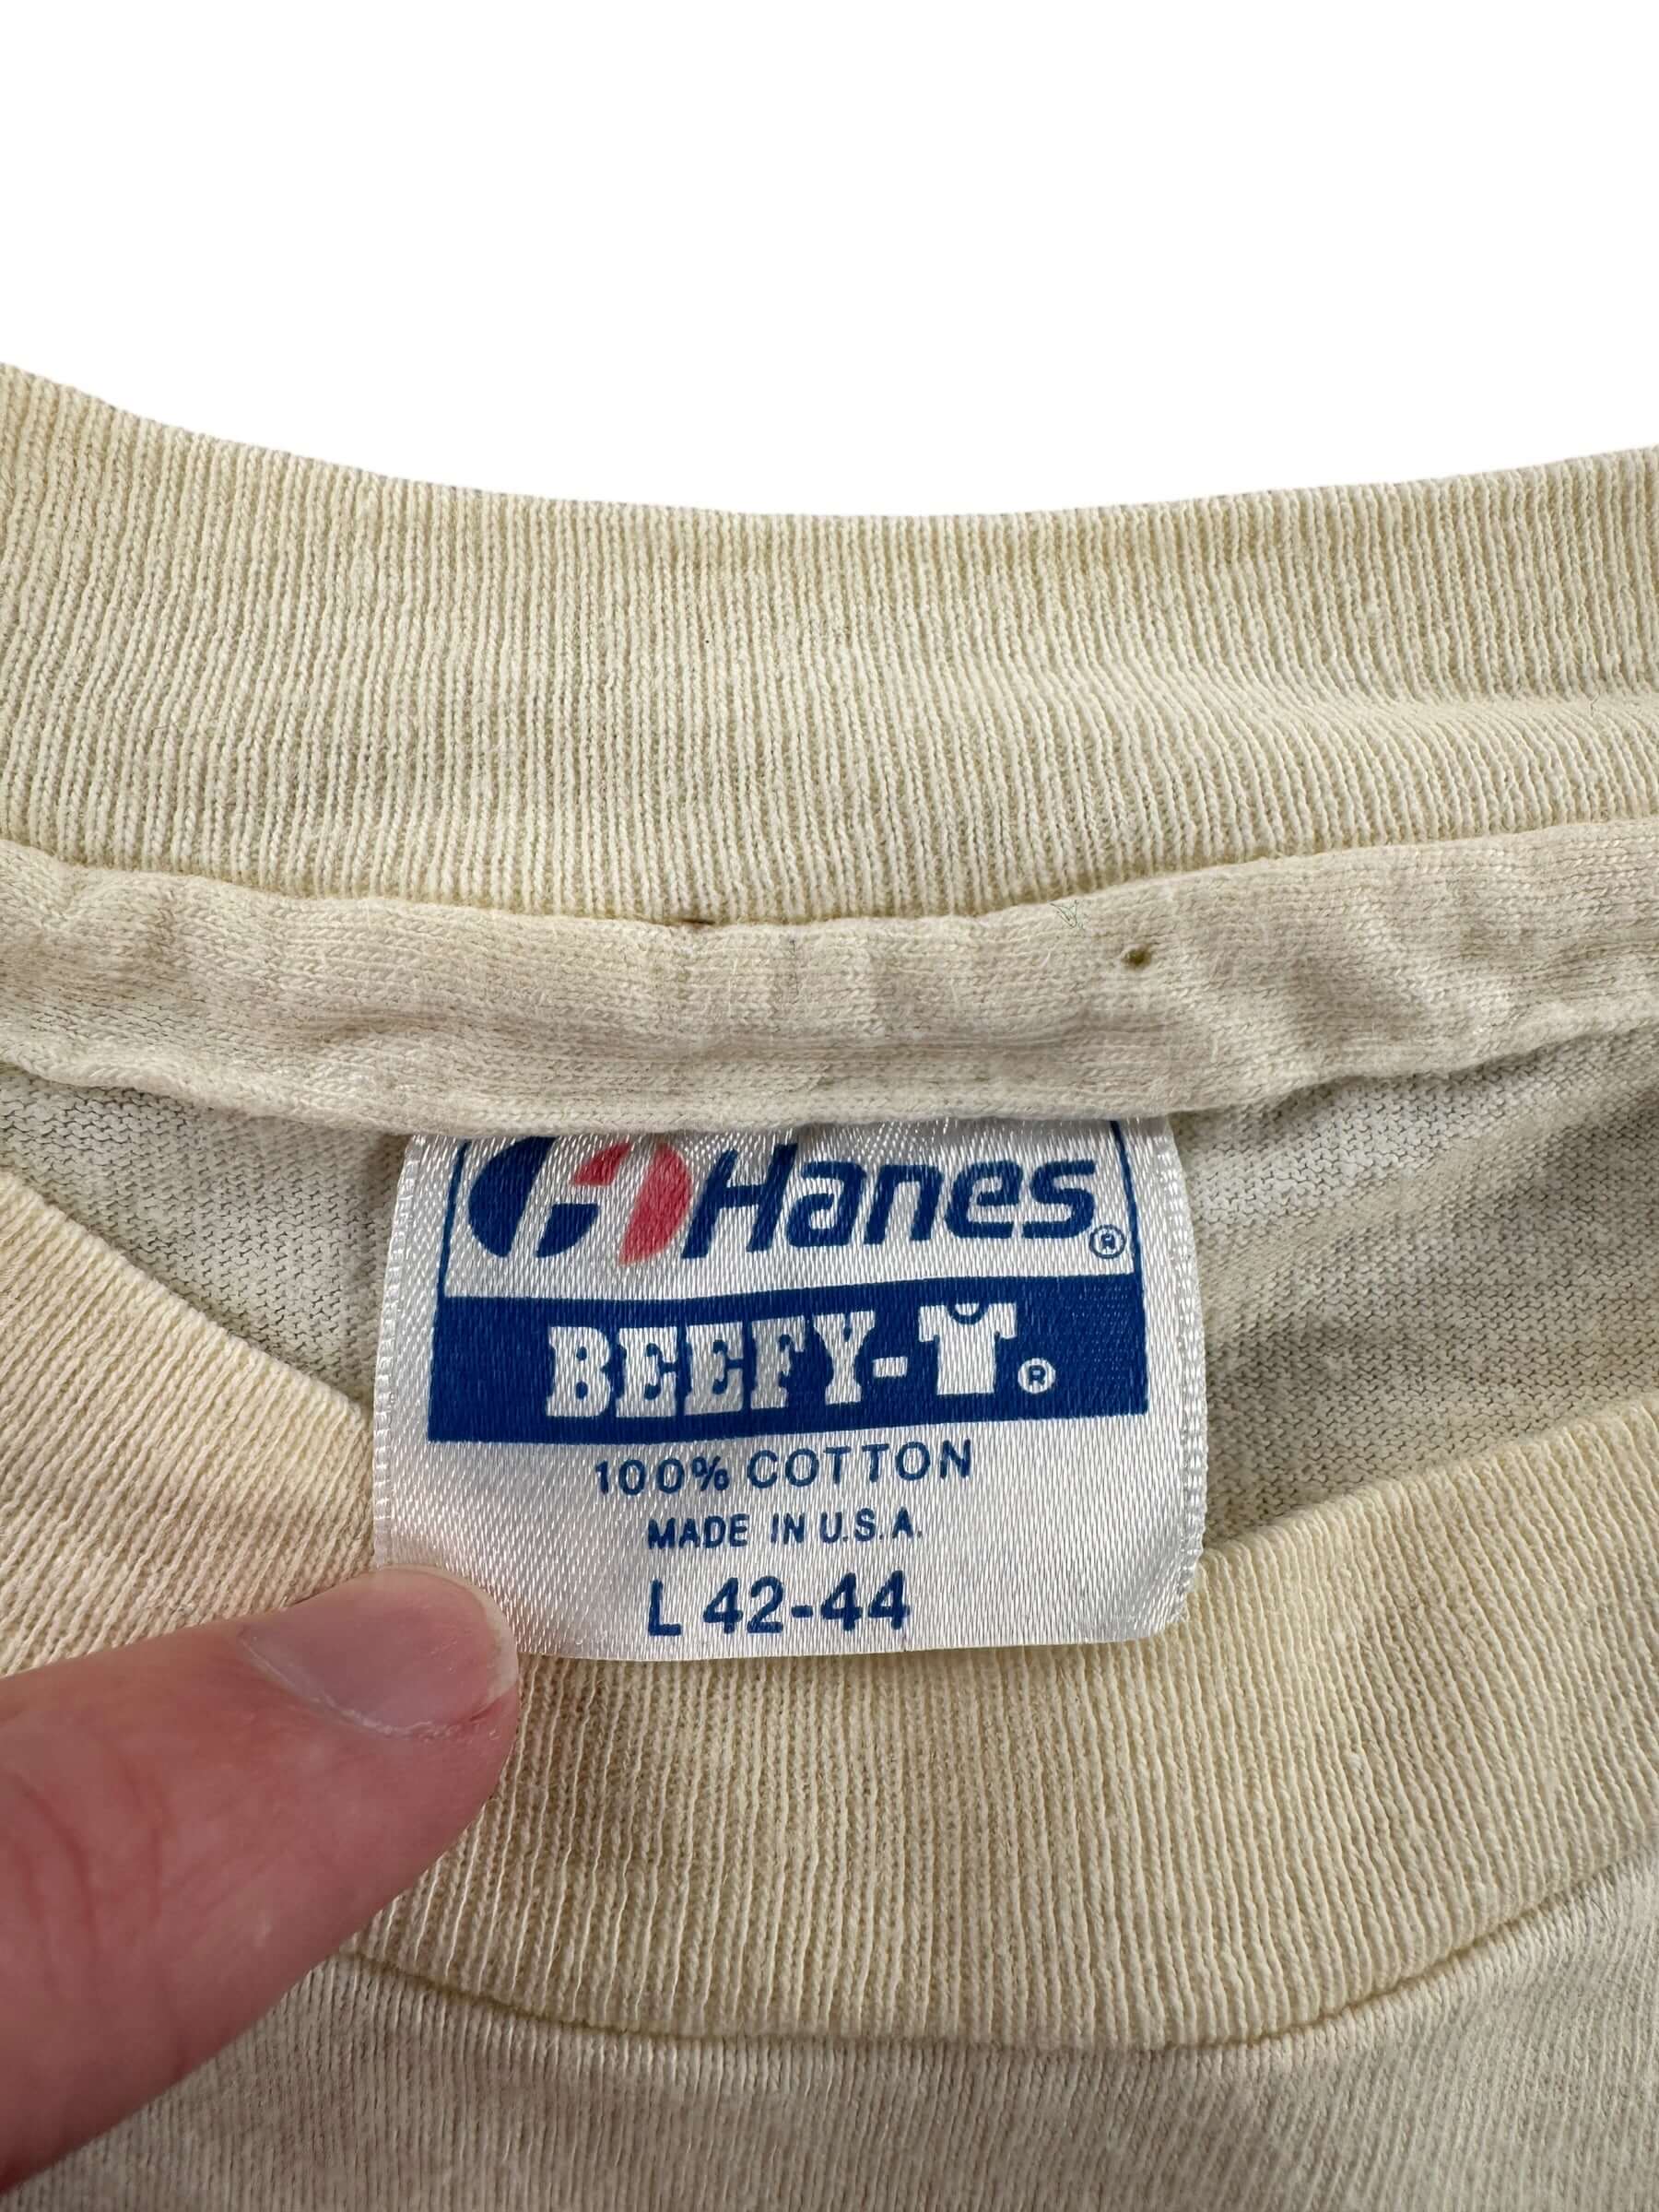 Hanes®
BEEFY-T®
100% COTTON
MADE IN U.S.A.
L 42-44